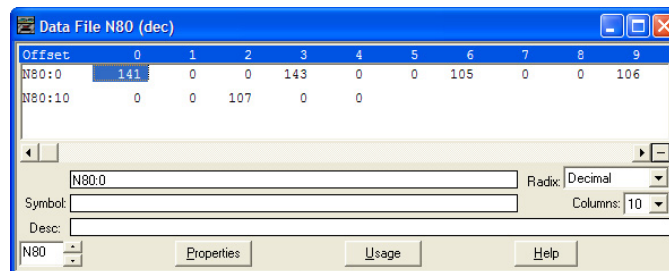 Data File N80 (dec)
Offset 0 1 2 3 4 5 6 7 8 9
N80:0 141 0 0 143 0 0 105 0 0 106
N80:10 0 0 107 0 0
N80:0 Radix: Decimal
Symbol: Columns: 10
Desc:
N80 Properties Usage Help